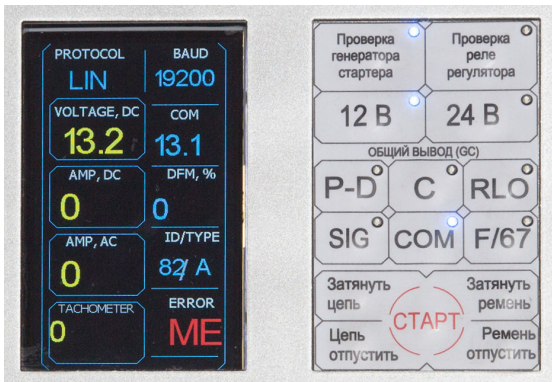 PROTOCOL BAUD
LIN 19200
VOLTAGE, DC COM
13.2 13.1
AMP, DC DFM, %
0 0
AMP, AC ID/TYPE
0 82/ A
TACHOMETER ERROR
0 ME
Проверка генератора стартера
Проверка реле регулятора
12 В 24 В
ОБЩИЙ ВЫВОД (GC)
P-D C RLO
SIG COM F/67
Затянуть цепь
Затянуть ремень
СТАРТ
Цепь отпустить
Ремень отпустить